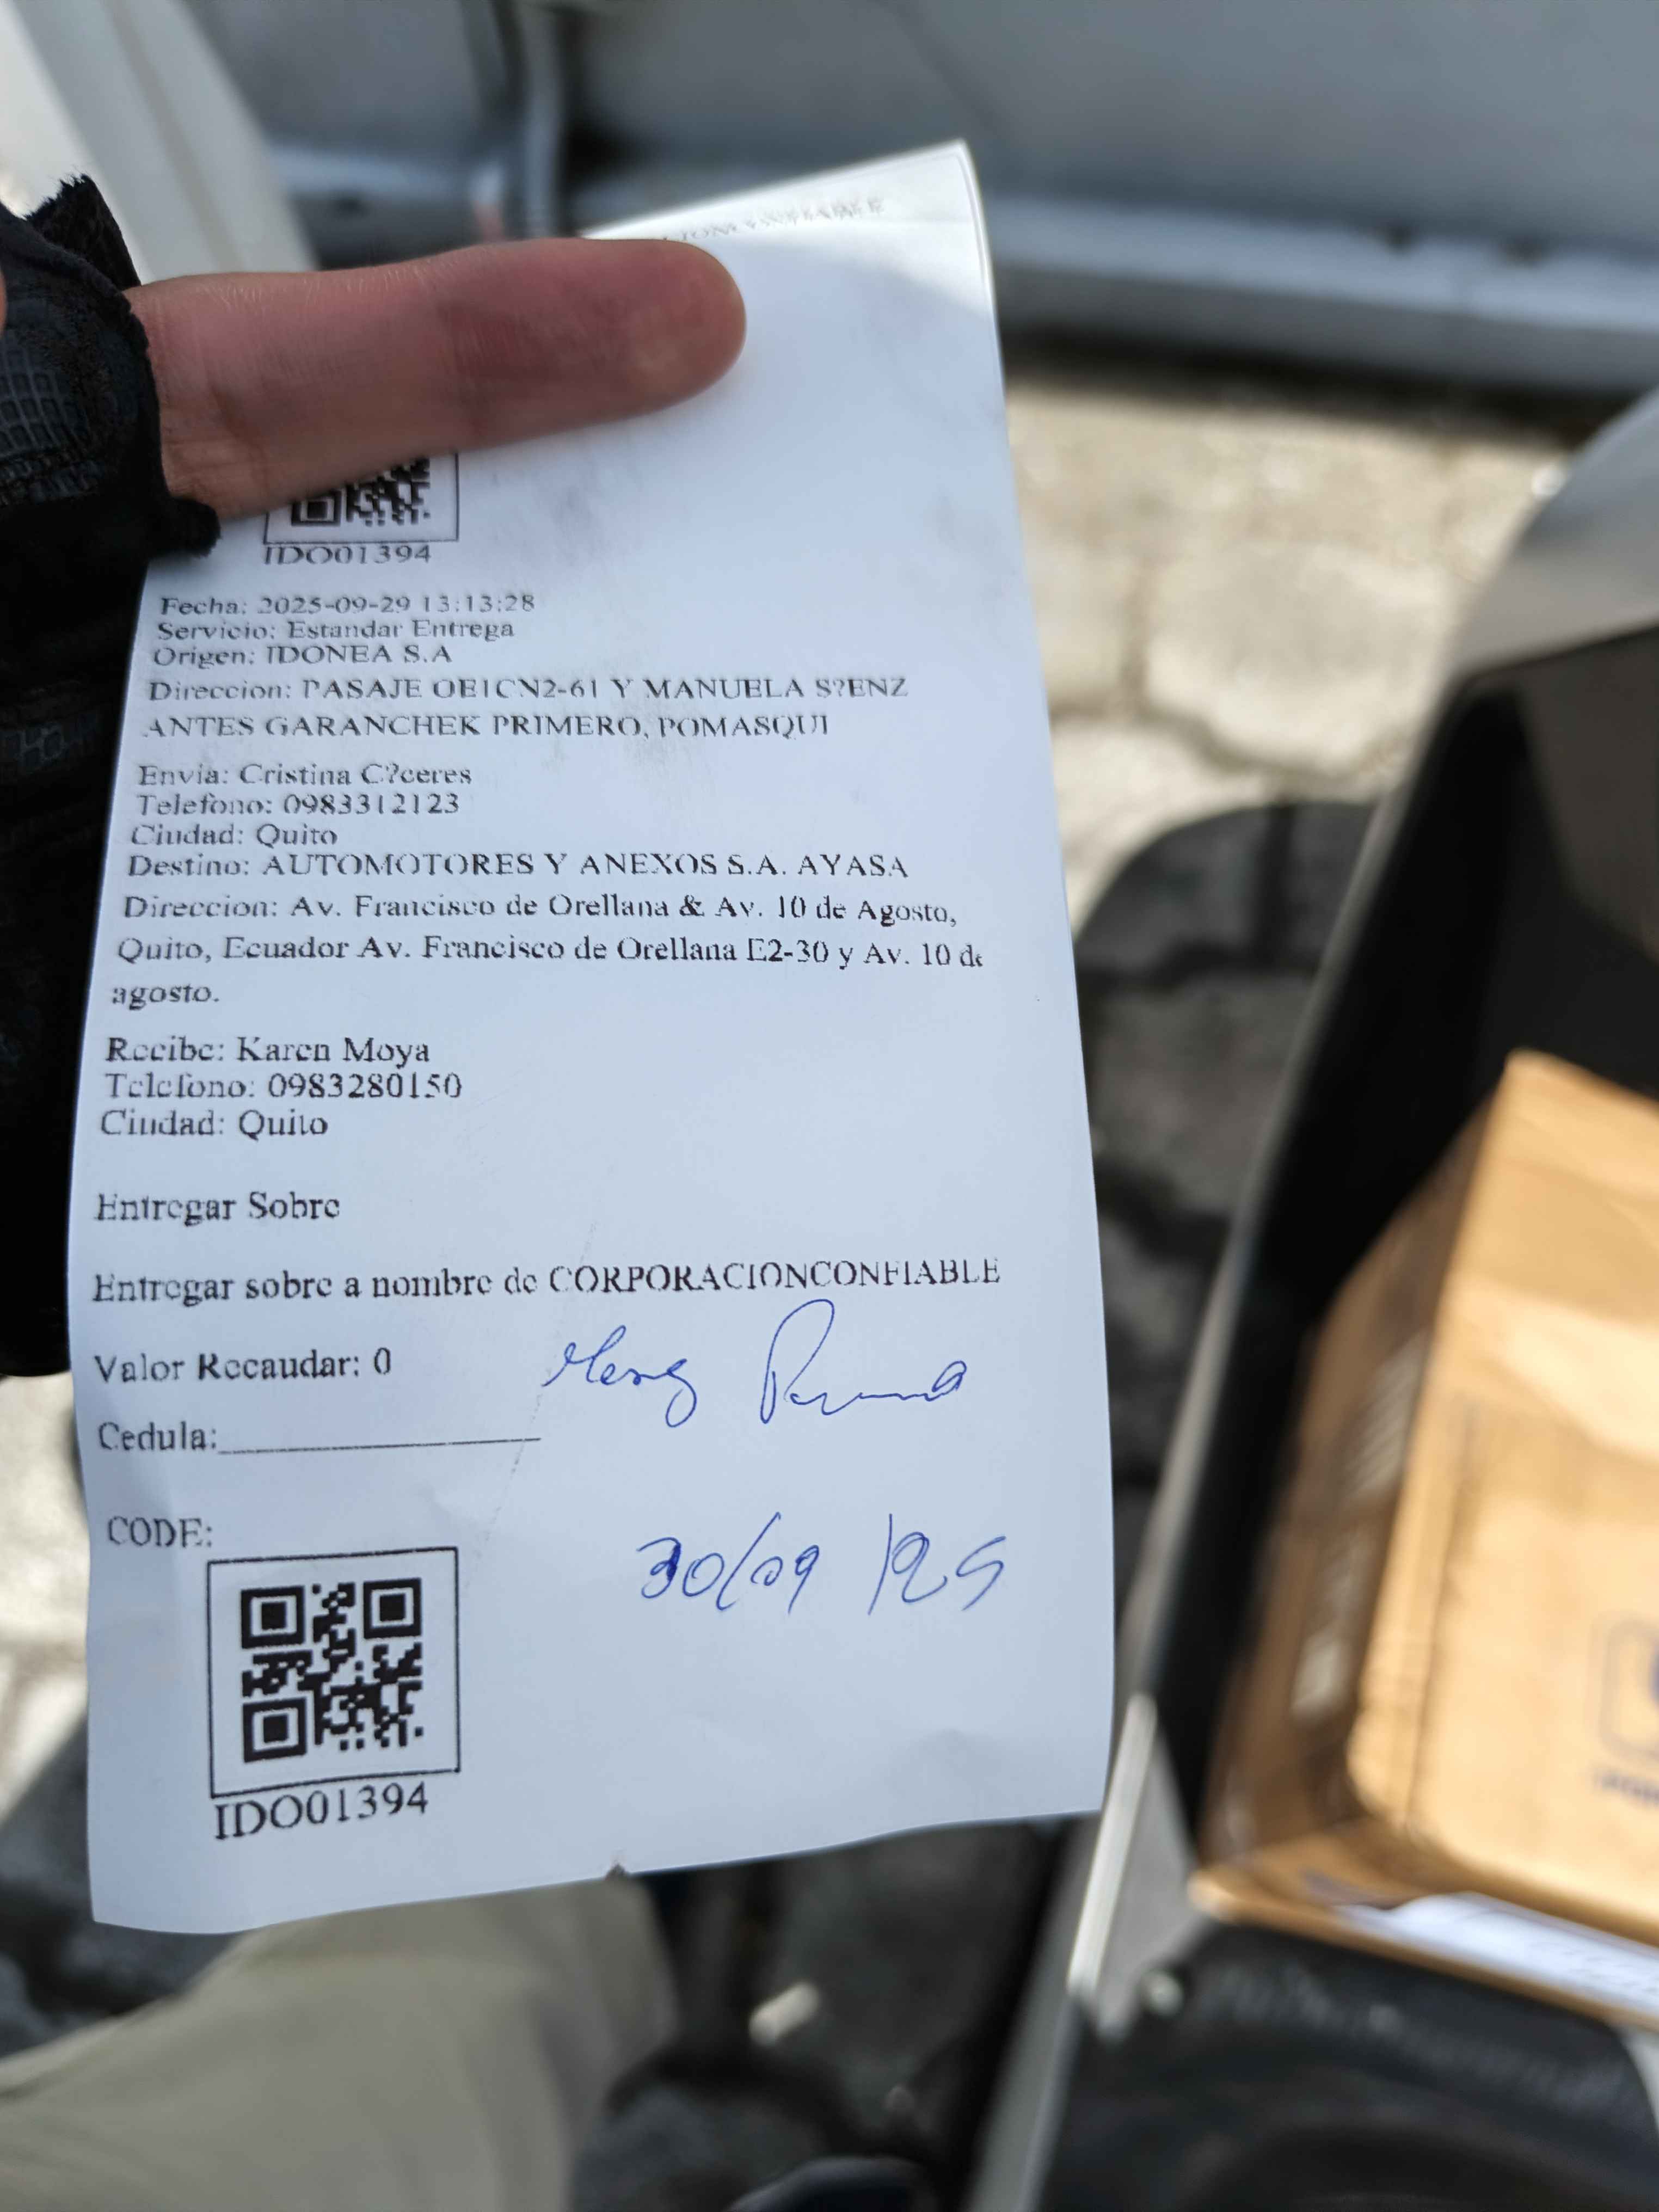 IDO01394
Fecha: 2025-09-29 13:13:28
Servicio: Estandar Entrega
Origen: IDONEA S.A
Direccion: PASAJE OE1CN2-61 Y MANUELA S?ENZ
ANTES GARANCHEK PRIMERO, POMASQUI
Envia: Cristina C?ceres
Telefono: 0983312123
Ciudad: Quito
Destino: AUTOMOTORES Y ANEXOS S.A. AYASA
Direccion: Av. Francisco de Orellana & Av. 10 de Agosto,
Quito, Ecuador Av. Francisco de Orellana E2-30 y Av. 10 de
agosto.
Recibe: Karen Moya
Telefono: 0983280150
Ciudad: Quito
Entregar Sobre
Entregar sobre a nombre de CORPORACIONCONFIABLE
Valor Recaudar: 0
Cedula:
CODE:
30/09/25
IDO01394